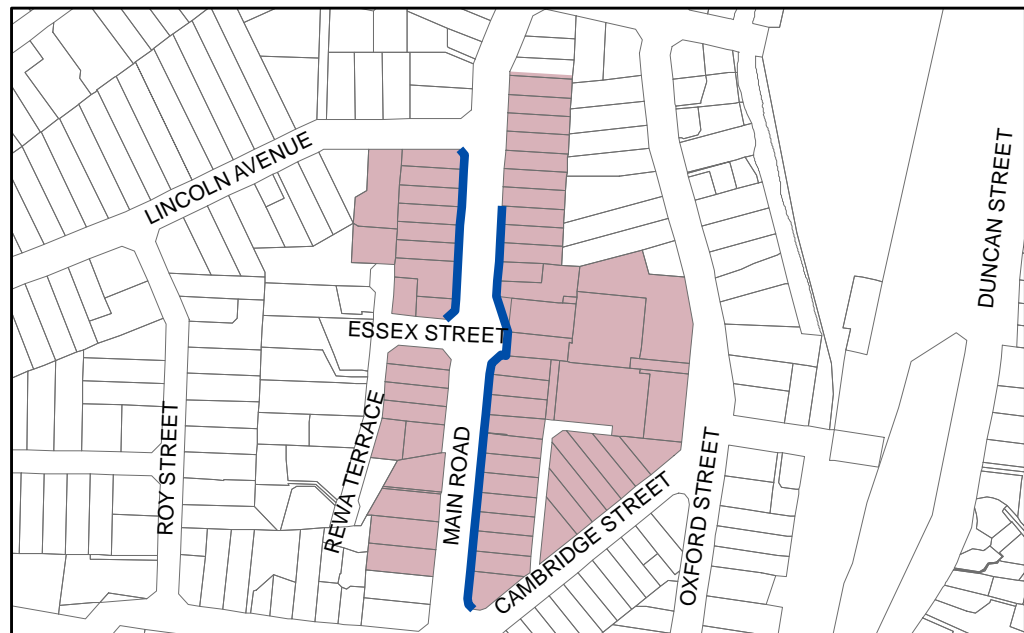 LINCOLN AVENUE
DUNCAN STREET
ESSEX STREET
ROY STREET
REWA TERRACE
MAIN ROAD
CAMBRIDGE STREET
OXFORD STREET